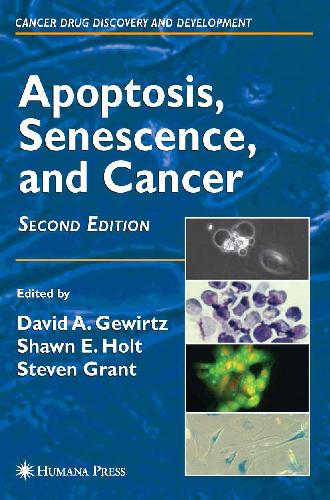 CANCER DRUG DISCOVERY AND DEVELOPMENT
Apoptosis,
Senescence,
and Cancer
SECOND EDITION
Edited by
David A. Gewirtz
Shawn E. Holt
Steven Grant
HUMANA PRESS